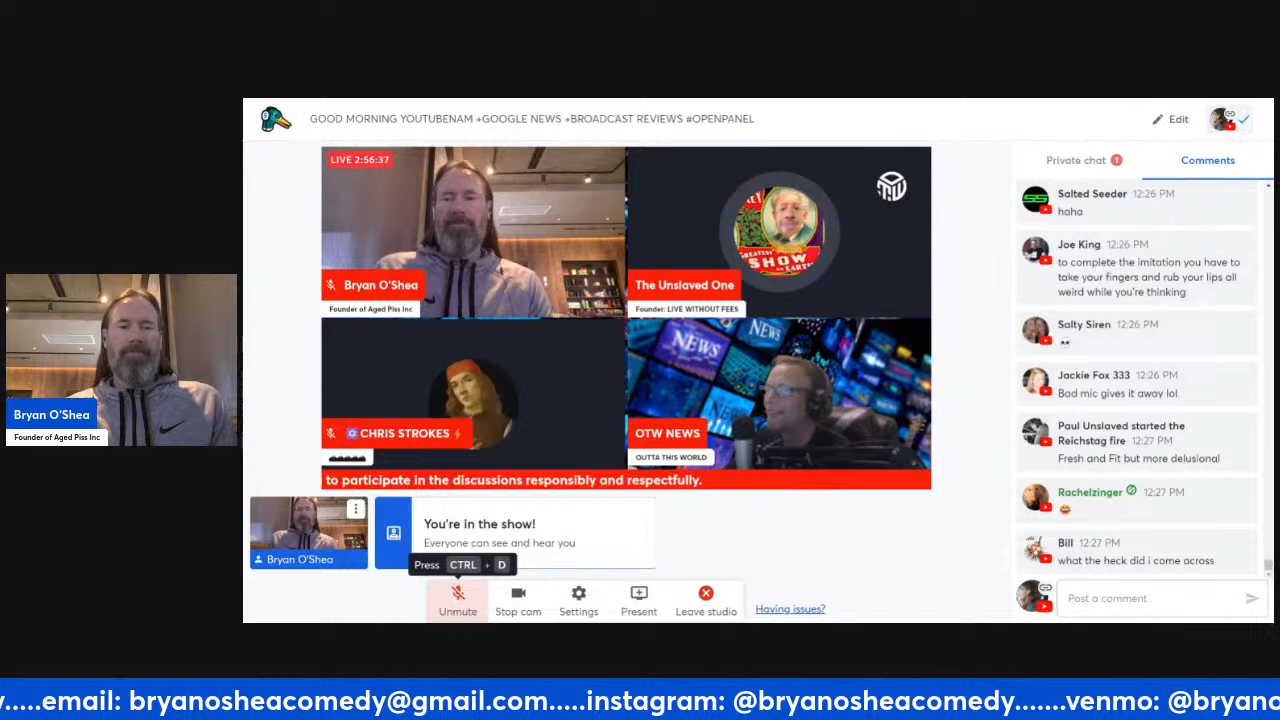 GOOD MORNING YOUTUBENAM +GOOGLE NEWS +BROADCAST REVIEWS #OPENPANEL
Edit
LIVE 2:56:37
Bryan O'Shea
Founder of Aged Piss Inc
SHOW
The Unslaved One
Founder: LIVE WITHOUT FEES
CHRIS STROKES
NEWS
NEWS
NEWS
OTW NEWS
OUTTA THIS WORLD
to participate in the discussions responsibly and respectfully.
Private chat 1
Comments
Salted Seeder 12:26 PM
haha
Joe King 12:26 PM
to complete the imitation you have to
take your fingers and rub your lips all
weird while you're thinking
Salty Siren 12:26 PM
Jackie Fox 333 12:26 PM
Bad mic gives it away lol
Paul Unslaved started the
Reichstag fire 12:27 PM
Fresh and Fit but more delusional
Rachelzinger 12:27 PM
Bill 12:27 PM
what the heck did i come across
Post a comment
Bryan O'Shea
Founder of Aged Piss Inc
Bryan O'Shea
You're in the show!
Everyone can see and hear you
Press CTRL + D
Unmute
Stop cam
Settings
Present
Leave studio
Having issues?
y.....email: bryanosheacomedy@gmail.com.....instagram: @bryanosheacomedy.......venmo: @bryano